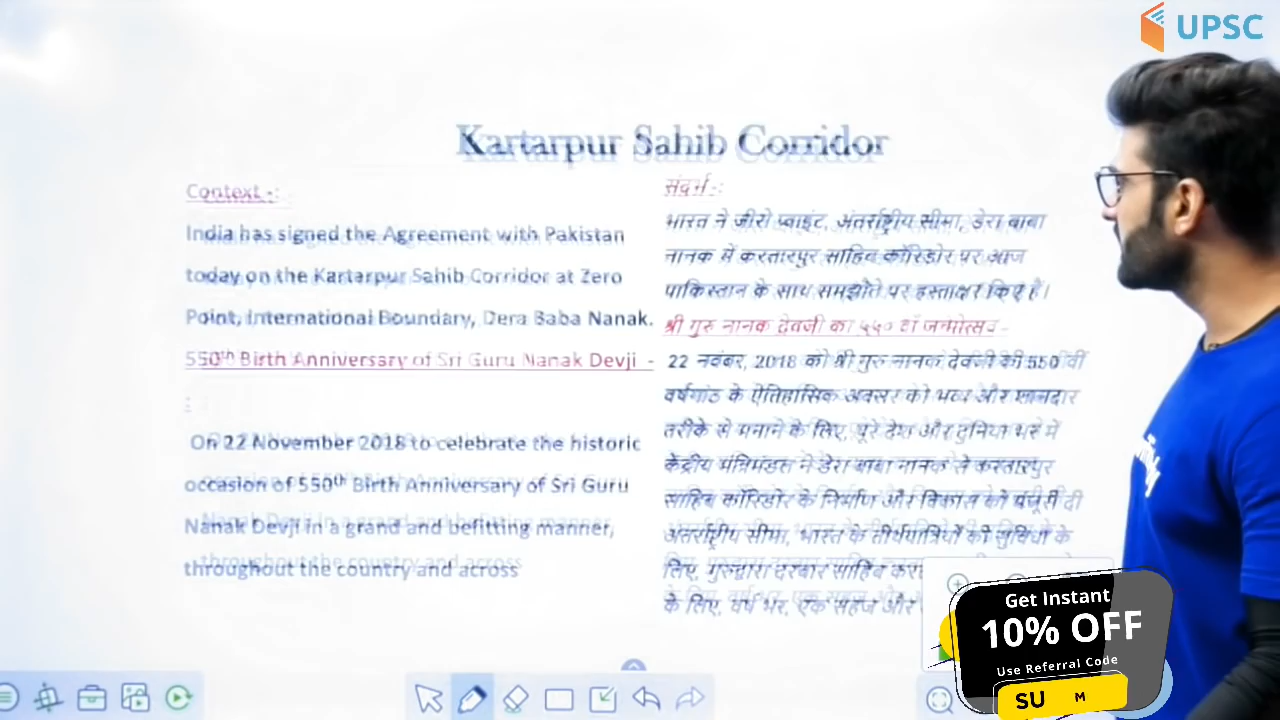 UPSC
Kartarpur Sahib Corridor
Context -:
India has signed the Agreement with Pakistan
today on the Kartarpur Sahib Corridor at Zero
Point, International Boundary, Dera Baba Nanak.
550th Birth Anniversary of Sri Guru Nanak Devji -
:
On 22 November 2018 to celebrate the historic
occasion of 550th Birth Anniversary of Sri Guru
Nanak Devji in a grand and befitting manner,
throughout the country and across
संदर्भ -:
भारत ने जीरो प्वाइंट, अंतर्राष्ट्रीय सीमा, डेरा बाबा
नानक में करतारपुर साहिब कॉरिडोर पर आज
पाकिस्तान के साथ समझौते पर हस्ताक्षर किए हैं।
श्री गुरु नानक देवजी का ५५० वाँ जन्मोत्सव -
22 नवंबर, 2018 को श्री गुरु नानक देवजी की 550वीं
वर्षगांठ के ऐतिहासिक अवसर को भव्य और शानदार
तरीके से मनाने के लिए, पूरे देश और दुनिया भर में
केंद्रीय मंत्रिमंडल ने डेरा बाबा नानक से करतारपुर
साहिब कॉरिडोर के निर्माण और विकास को मंजूरी दी
अंतर्राष्ट्रीय सीमा, भारत के तीर्थयात्रियों की सुविधा के
लिए, गुरुद्वारा दरबार साहिब
के लिए, वर्ष भर, एक सहज और
Get Instant
10% OFF
Use Referral Code
SU M